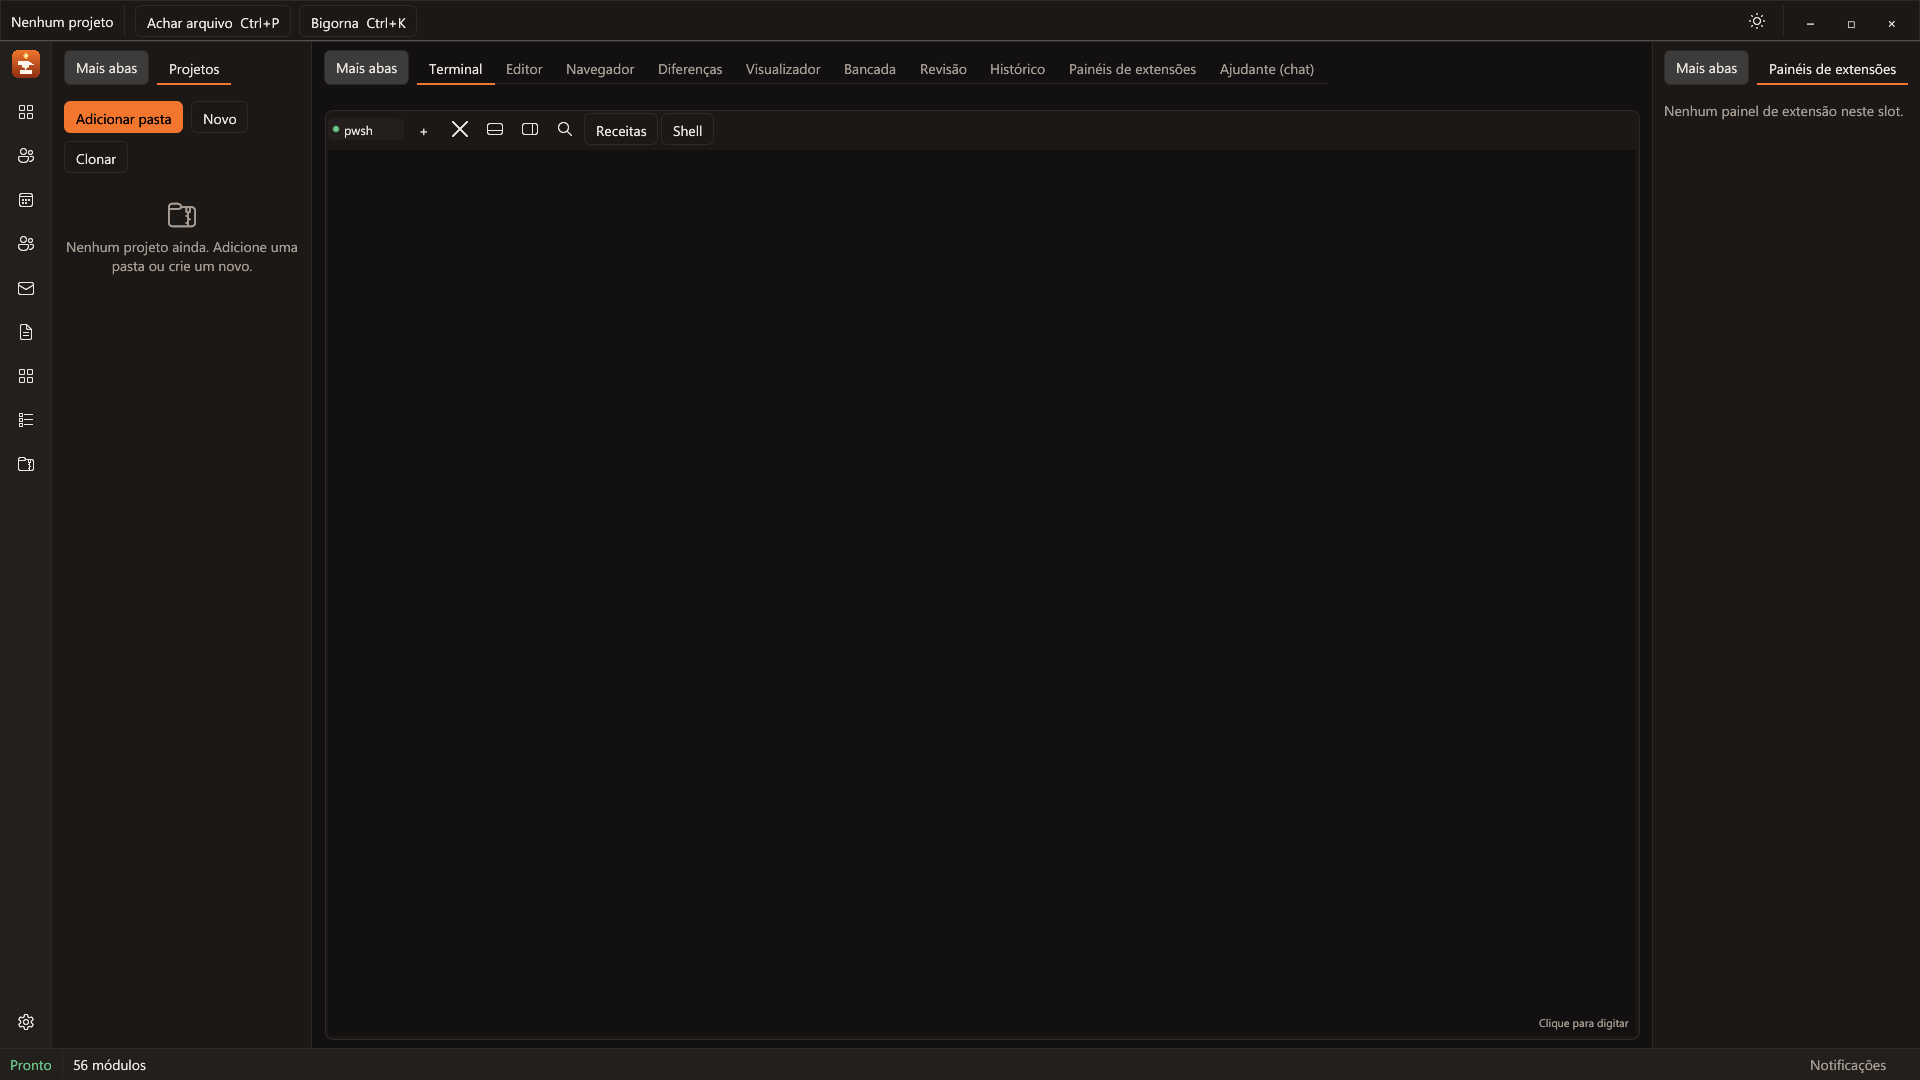 Nenhum projeto
Achar arquivo Ctrl+P
Bigorna Ctrl+K
Mais abas
Projetos
Adicionar pasta
Novo
Clonar
Nenhum projeto ainda. Adicione uma
pasta ou crie um novo.
Mais abas
Terminal
Editor
Navegador
Diferenças
Visualizador
Bancada
Revisão
Histórico
Painéis de extensões
Ajudante (chat)
pwsh
+
Receitas
Shell
Clique para digitar
Mais abas
Painéis de extensões
Nenhum painel de extensão neste slot.
Pronto
56 módulos
Notificações